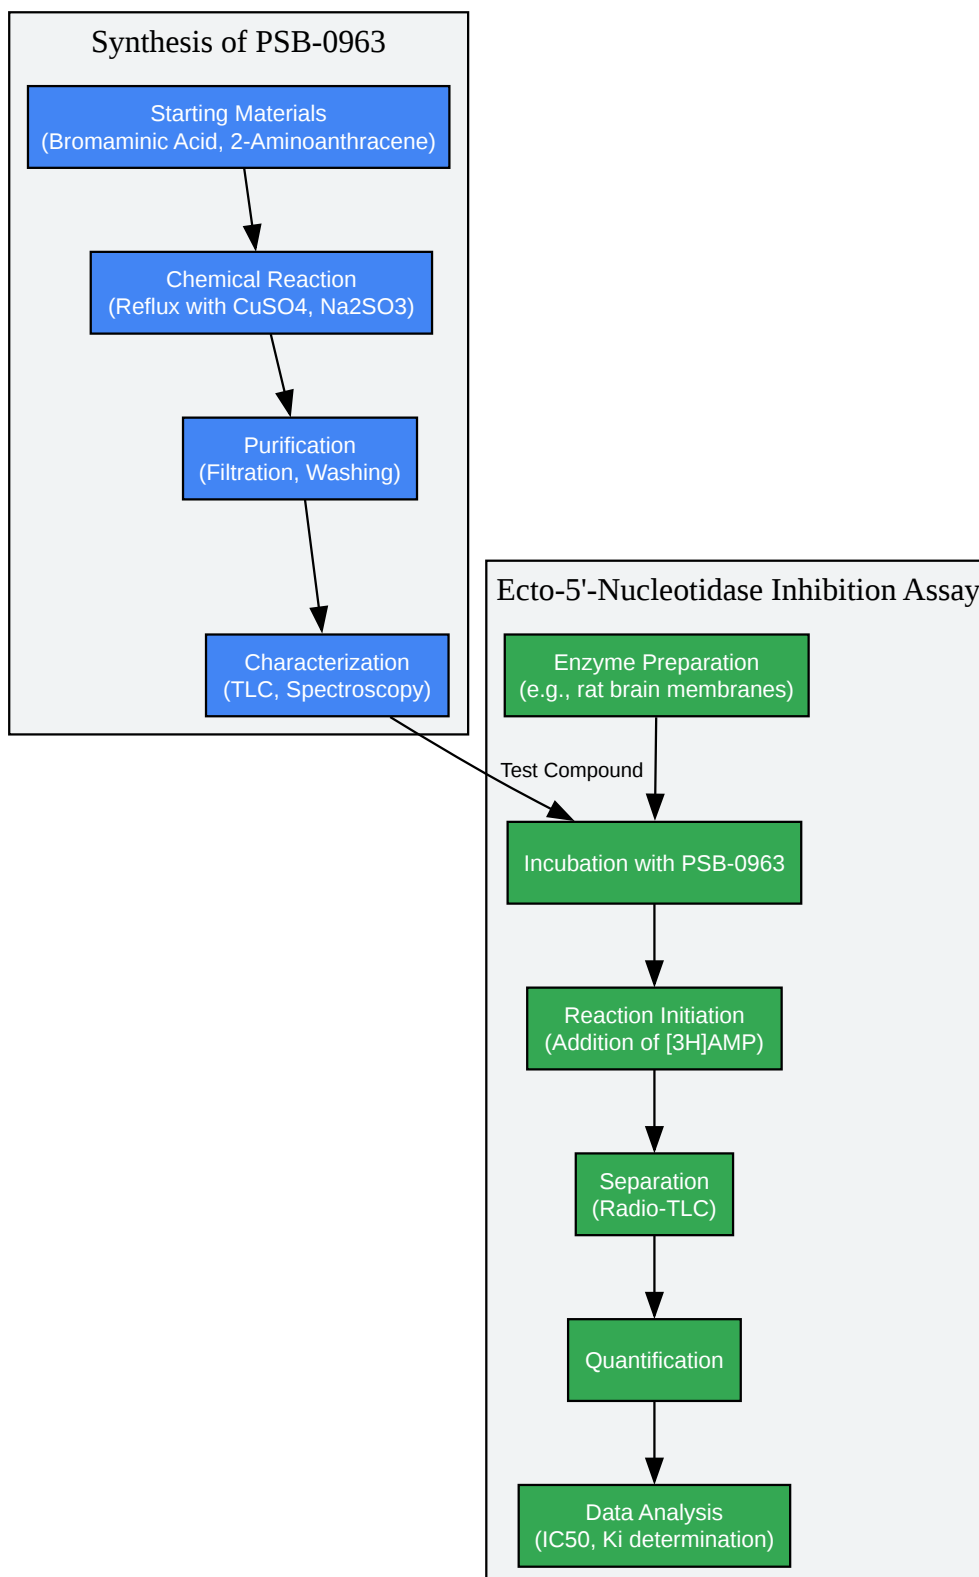 Synthesis of PSB-0963
Starting Materials
(Bromaminic Acid, 2-Aminoanthracene)
Chemical Reaction
(Reflux with CuSO4, Na2SO3)
Purification
(Filtration, Washing)
Characterization
(TLC, Spectroscopy)
Ecto-5'-Nucleotidase Inhibition Assay
Enzyme Preparation
(e.g., rat brain membranes)
Test Compound
Incubation with PSB-0963
Reaction Initiation
(Addition of [3H]AMP)
Separation
(Radio-TLC)
Quantification
Data Analysis
(IC50, Ki determination)